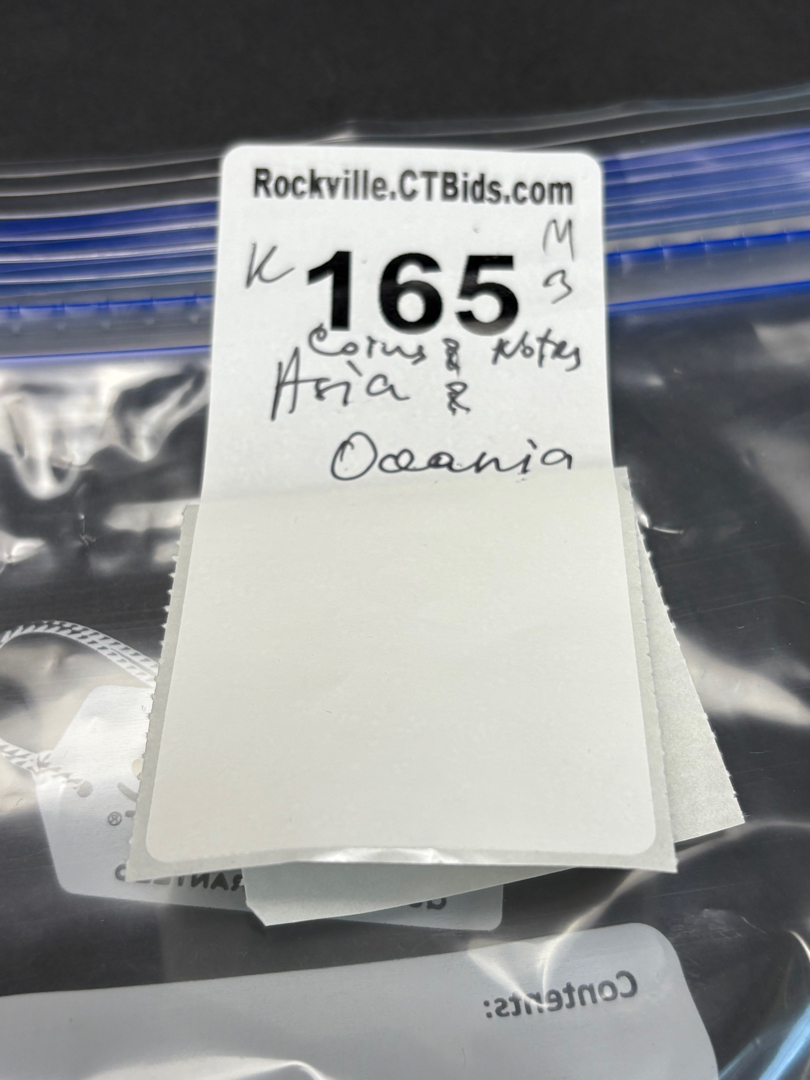 Rockville.CTBids.com
K 165 M
3
Coins & Notes
Asia &
Oceania
®
Contents: